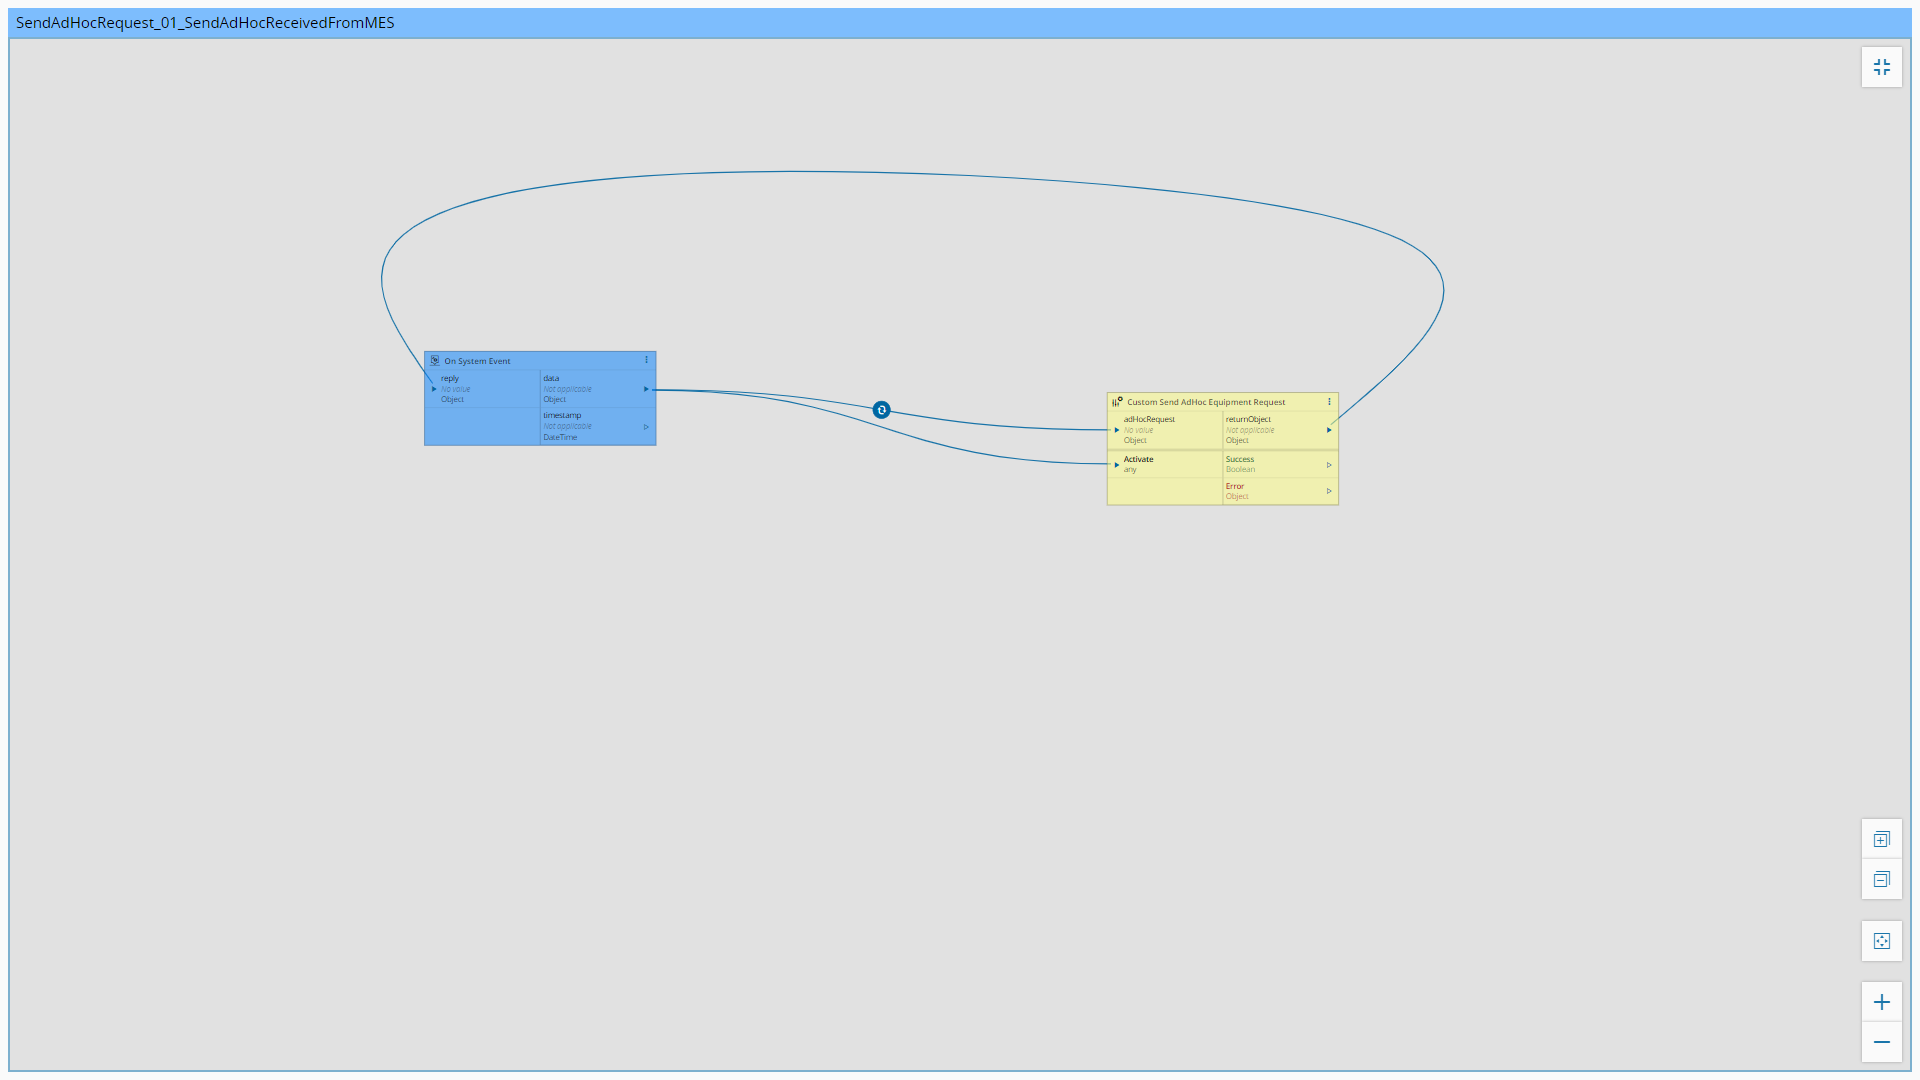 SendAdHocRequest_01_SendAdHocReceivedFromMES
On System Event
reply
No value
Object
data
Not applicable
Object
timestamp
Not applicable
DateTime
Custom Send AdHoc Equipment Request
adHocRequest
No value
Object
returnObject
Not applicable
Object
Activate
any
Success
Boolean
Error
Object